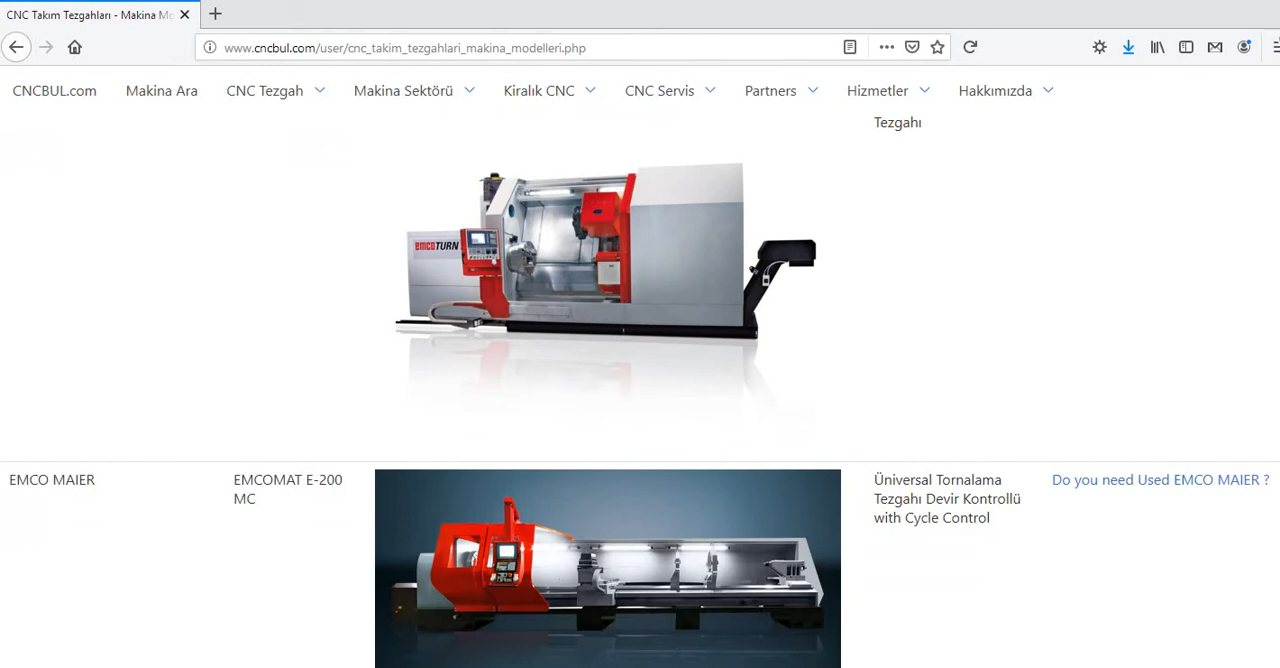 CNC Takım Tezgahları - Makina Mo
www.cncbul.com/user/cnc_takim_tezgahlari_makina_modelleri.php
CNCBUL.com Makina Ara CNC Tezgah Makina Sektörü Kiralık CNC CNC Servis Partners Hizmetler Hakkımızda
Tezgahı
emcoTURN
EMCO MAIER
EMCOMAT E-200
MC
Üniversal Tornalama
Tezgahı Devir Kontrollü
with Cycle Control
Do you need Used EMCO MAIER ?